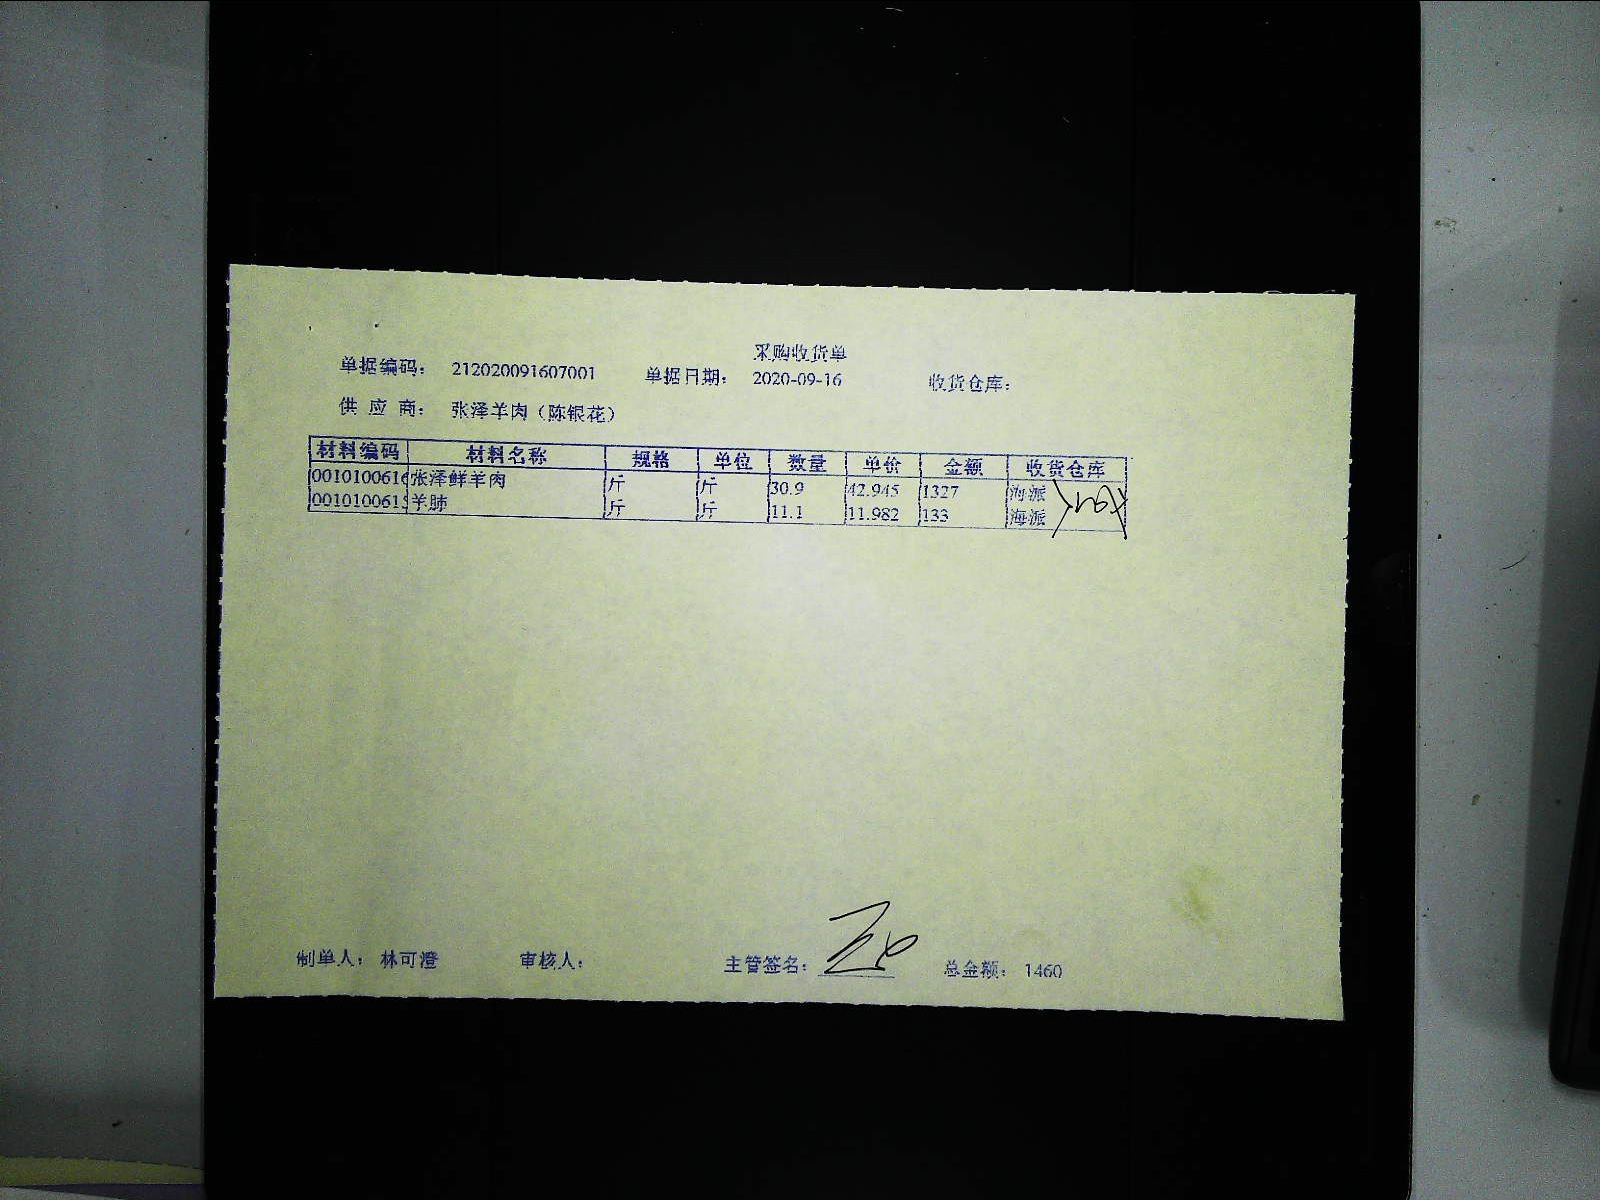 采购收货单
单据编码： 212020091607001 单据日期： 2020-09-16 收货仓库：
供 应 商： 张泽羊肉（陈银花）
材料编码 材料名称 规格 单位 数量 单价 金额 收货仓库
0010100616 张泽鲜羊肉 斤 斤 30.9 42.945 1327 海派
001010061 羊肺 斤 斤 11.1 11.982 133 海派
制单人： 林可澄 审核人： 主管签名： 总金额： 1460